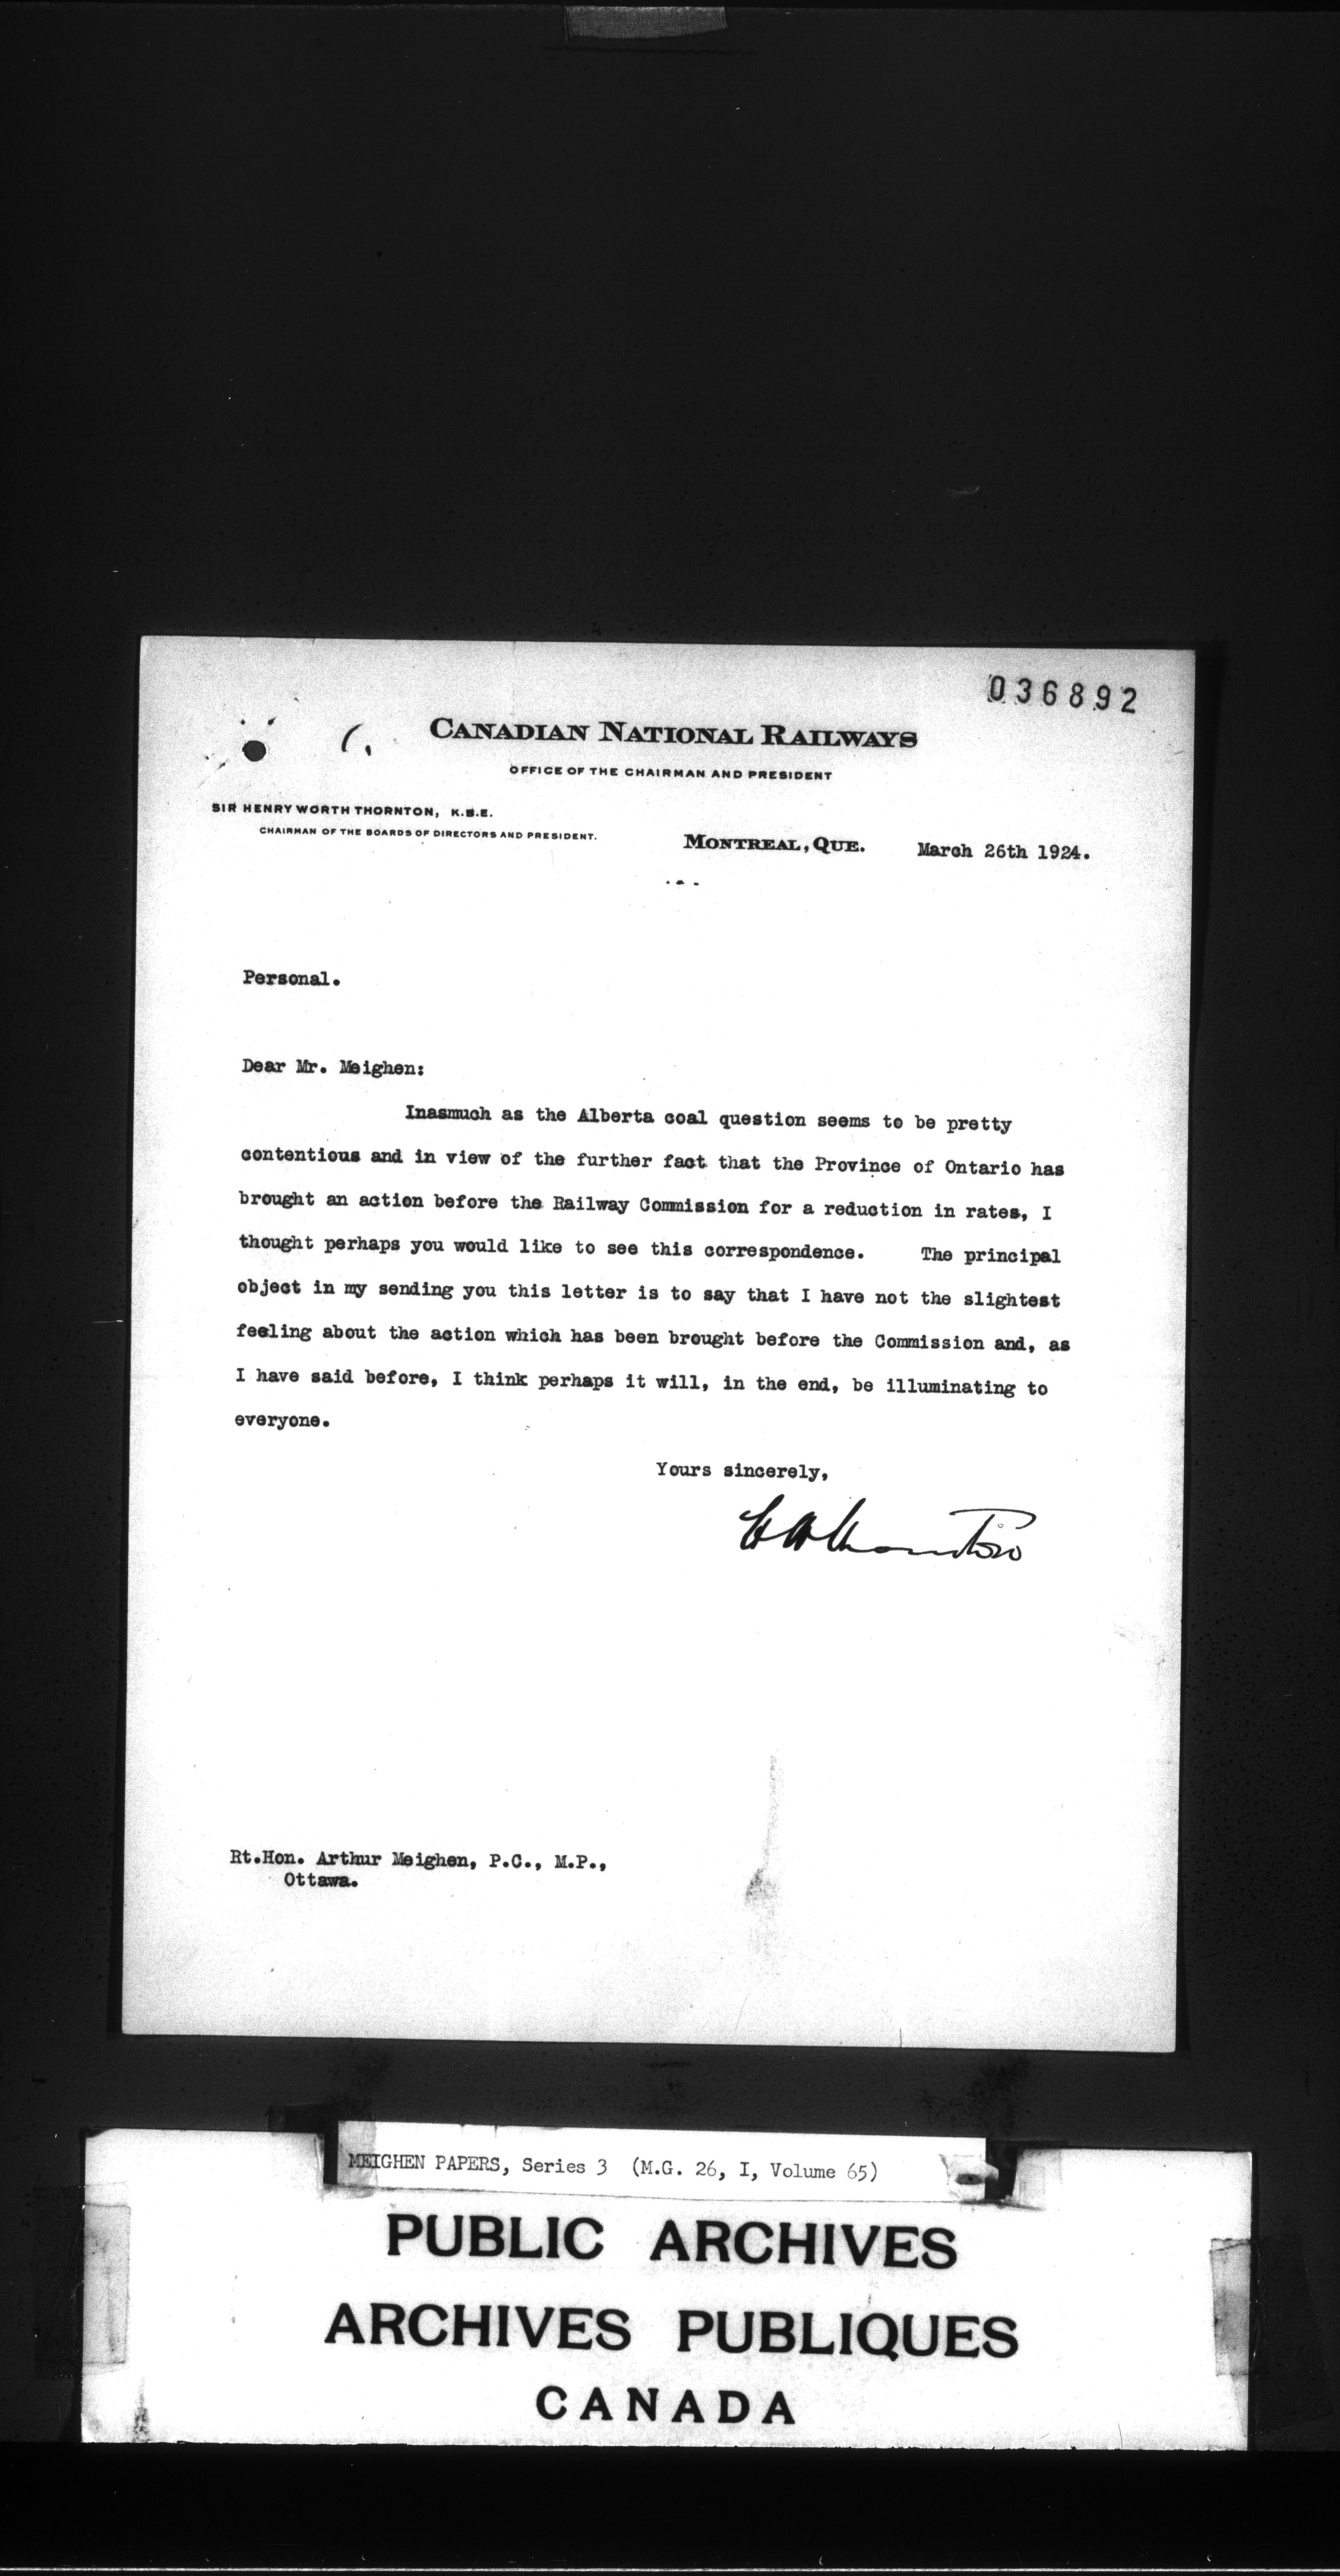 036892
CANADIAN NATIONAL RAILWAYS
OFFICE OF THE CHAIRMAN AND PRESIDENT
SIR HENRY WORTH THORNTON, K.B.E.
CHAIRMAN OF THE BOARDS OF DIRECTORS AND PRESIDENT.
MONTREAL, QUE. March 26th 1924.
Personal.
Dear Mr. Meighen:
Inasmuch as the Alberta coal question seems to be pretty
contentious and in view of the further fact that the Province of Ontario has
brought an action before the Railway Commission for a reduction in rates, I
thought perhaps you would like to see this correspondence. The principal
object in my sending you this letter is to say that I have not the slightest
feeling about the action which has been brought before the Commission and, as
I have said before, I think perhaps it will, in the end, be illuminating to
everyone.
Yours sincerely,
HWThornton
Rt.Hon. Arthur Meighen, P.C., M.P.,
Ottawa.
MEIGHEN PAPERS, Series 3 (M.G. 26, I, Volume 65)
PUBLIC ARCHIVES
ARCHIVES PUBLIQUES
CANADA